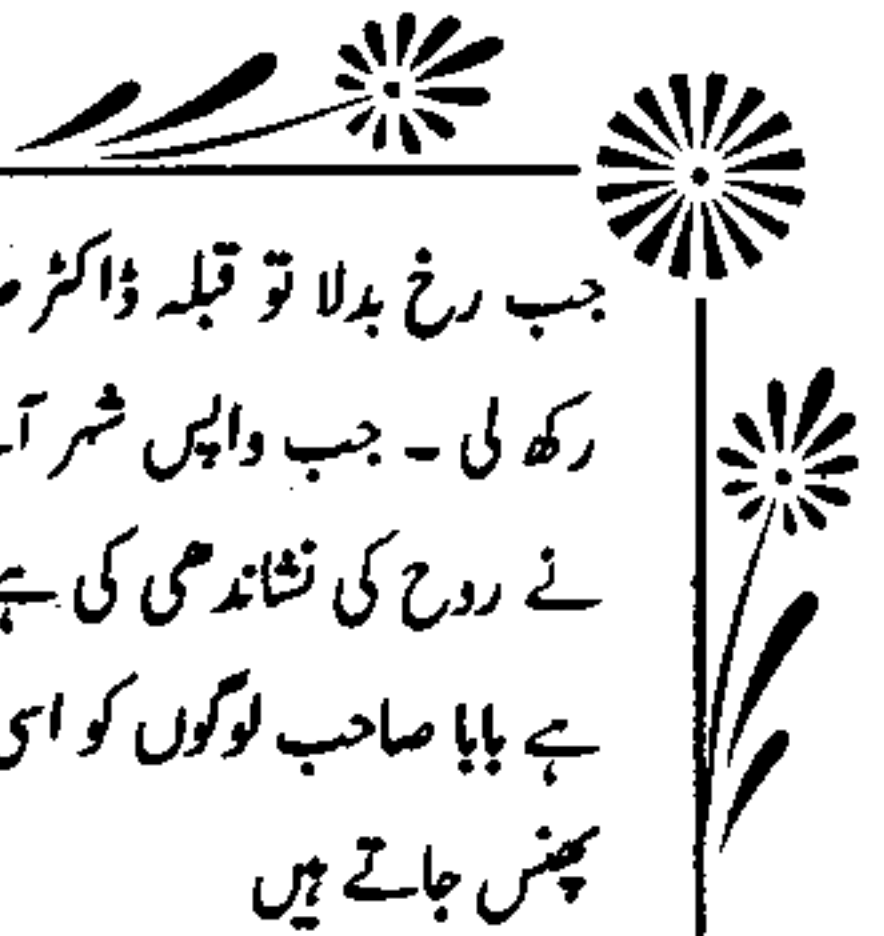 جب رخ بدلا تو قبلہ ڈاکٹر
رکھ لی ۔ جب واپس شہر
نے روح کی نشاندھی کی ہے
ہے بابا صاحب لوگوں کو اسی
پھنس جاتے ہیں